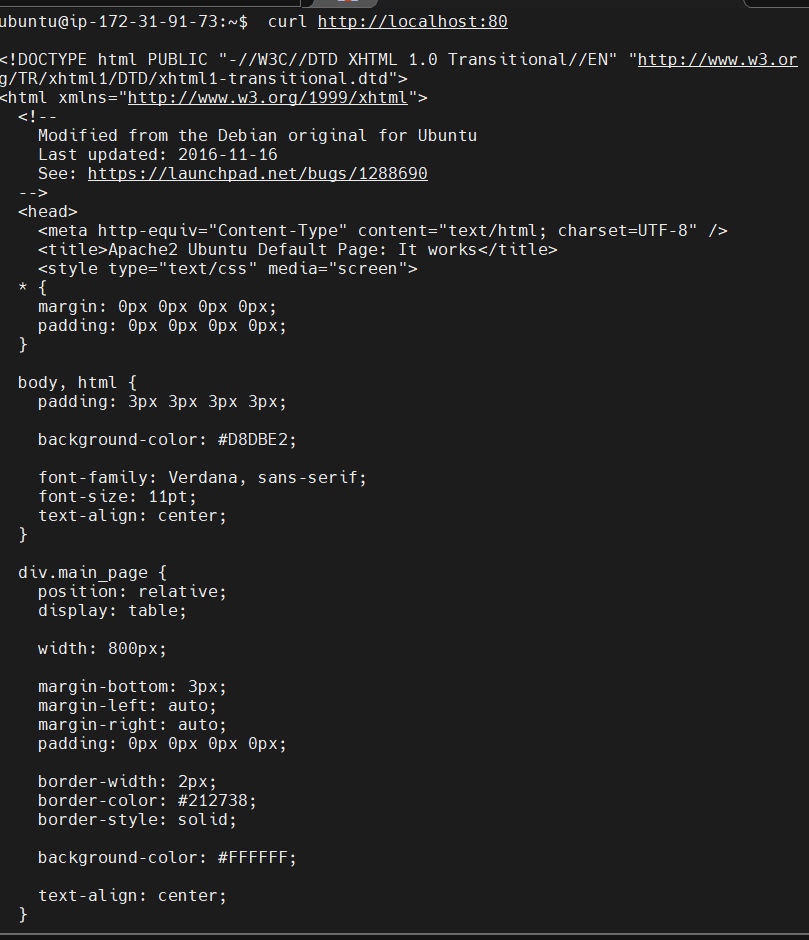 ubuntu@ip-172-31-91-73:~$  curl http://localhost:80
<!DOCTYPE html PUBLIC "-//W3C//DTD XHTML 1.0 Transitional//EN" "http://www.w3.or
g/TR/xhtml1/DTD/xhtml1-transitional.dtd">
<html xmlns="http://www.w3.org/1999/xhtml">
  <!--
    Modified from the Debian original for Ubuntu
    Last updated: 2016-11-16
    See: https://launchpad.net/bugs/1288690
  -->
  <head>
    <meta http-equiv="Content-Type" content="text/html; charset=UTF-8" />
    <title>Apache2 Ubuntu Default Page: It works</title>
    <style type="text/css" media="screen">
  * {
    margin: 0px 0px 0px 0px;
    padding: 0px 0px 0px 0px;
  }
  body, html {
    padding: 3px 3px 3px 3px;
    background-color: #D8DBE2;
    font-family: Verdana, sans-serif;
    font-size: 11pt;
    text-align: center;
  }
  div.main_page {
    position: relative;
    display: table;
    width: 800px;
    margin-bottom: 3px;
    margin-left: auto;
    margin-right: auto;
    padding: 0px 0px 0px 0px;
    border-width: 2px;
    border-color: #212738;
    border-style: solid;
    background-color: #FFFFFF;
    text-align: center;
  }